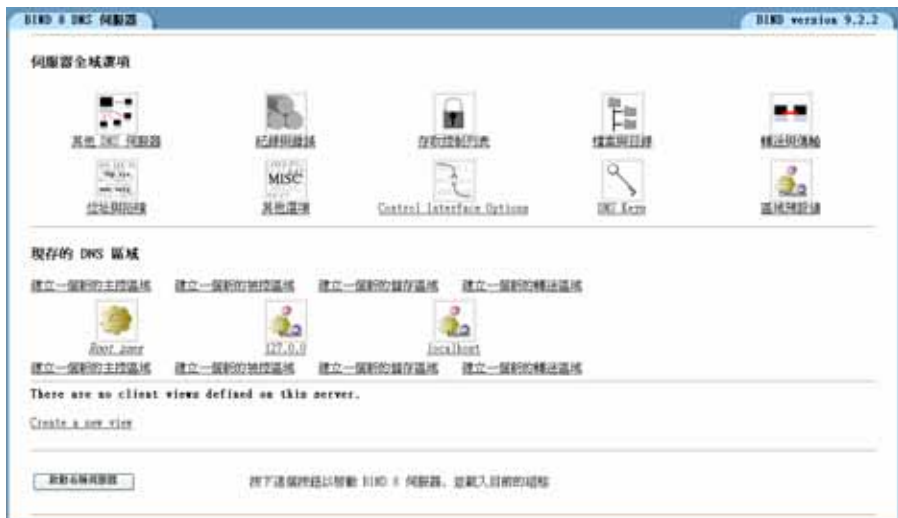 BIND 8 DNS 伺服器
BIND version 9.2.2
伺服器全域選項
其他 DNS 伺服器
紀錄與錯誤
存取控制列表
檔案與目錄
轉送與傳輸
位址與拓樸
MISC
其他選項
Control Interface Options
DNS Keys
區域預設值
現存的 DNS 區域
建立一個新的主控區域 建立一個新的被控區域 建立一個新的儲存區域 建立一個新的轉送區域
Root zone
127.0.0
localhost
建立一個新的主控區域 建立一個新的被控區域 建立一個新的儲存區域 建立一個新的轉送區域
There are no client views defined on this server.
Create a new view
啟動名稱伺服器
按下這個按鈕以啟動 BIND 8 伺服器，並載入目前的組態